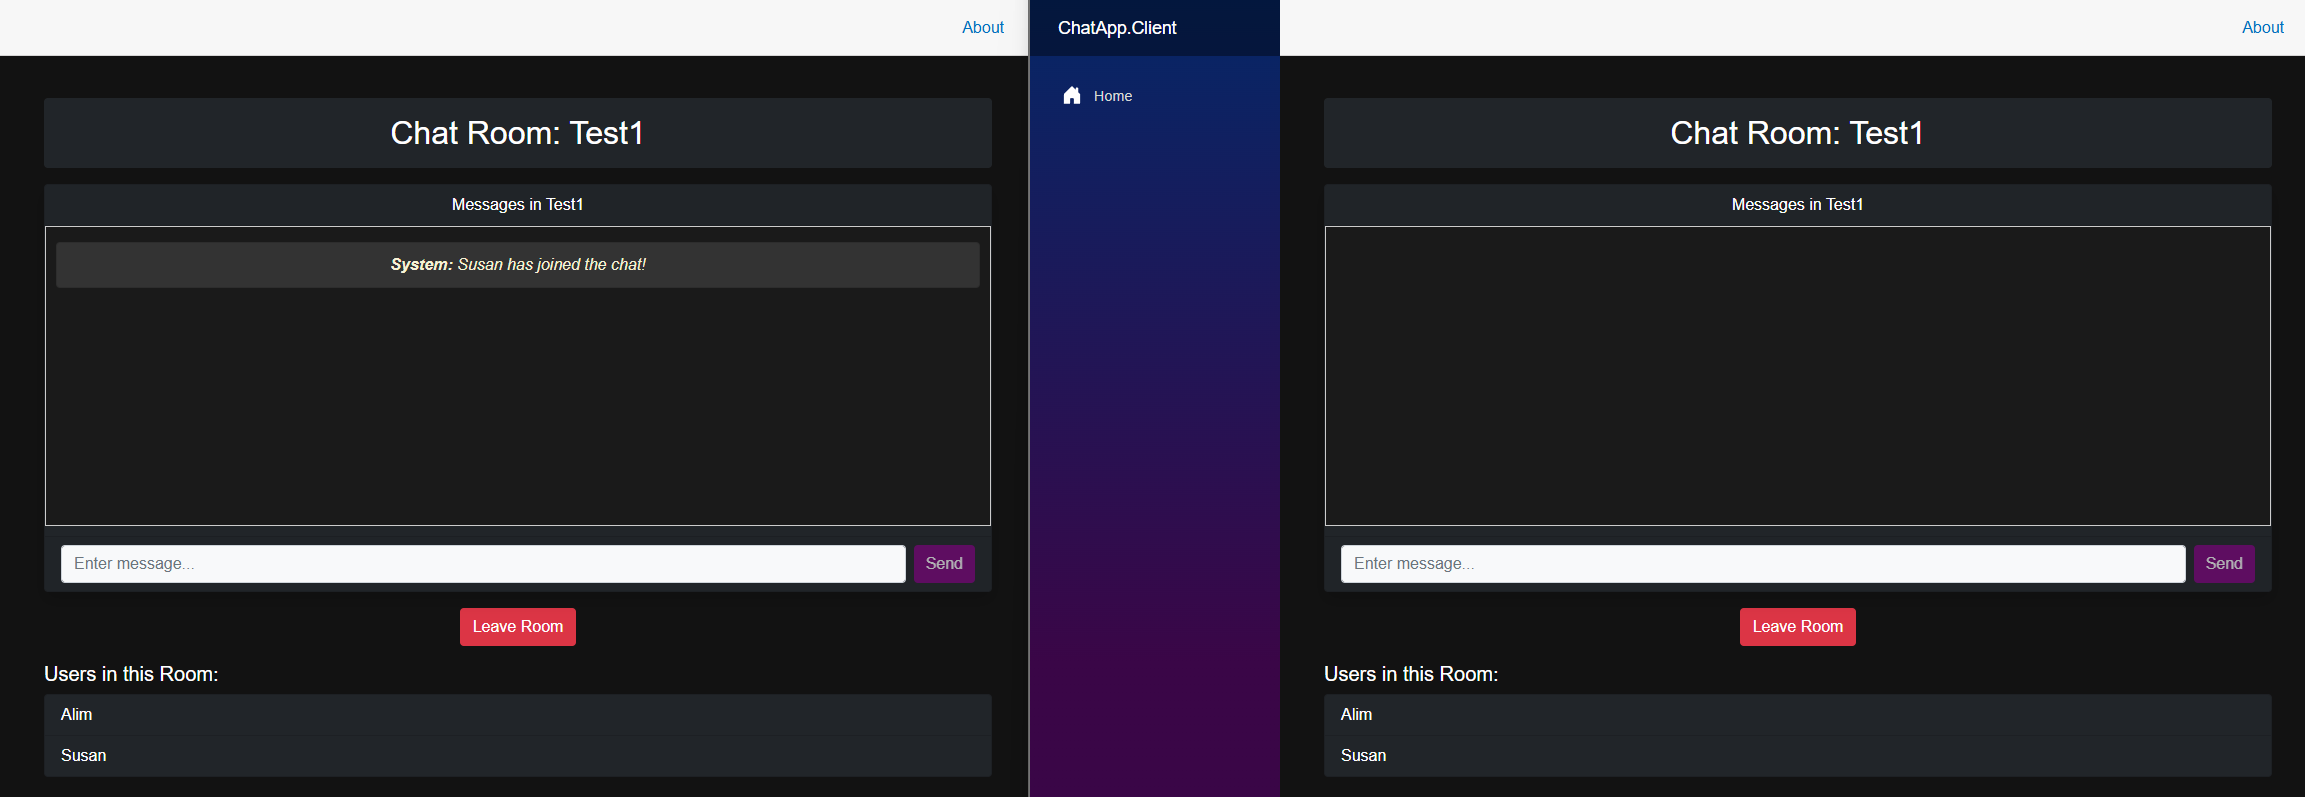 About
Chat Room: Test1
Messages in Test1
System: Susan has joined the chat!
Enter message...
Send
Leave Room
Users in this Room:
Alim
Susan
ChatApp.Client
Home
About
Chat Room: Test1
Messages in Test1
Enter message...
Send
Leave Room
Users in this Room:
Alim
Susan